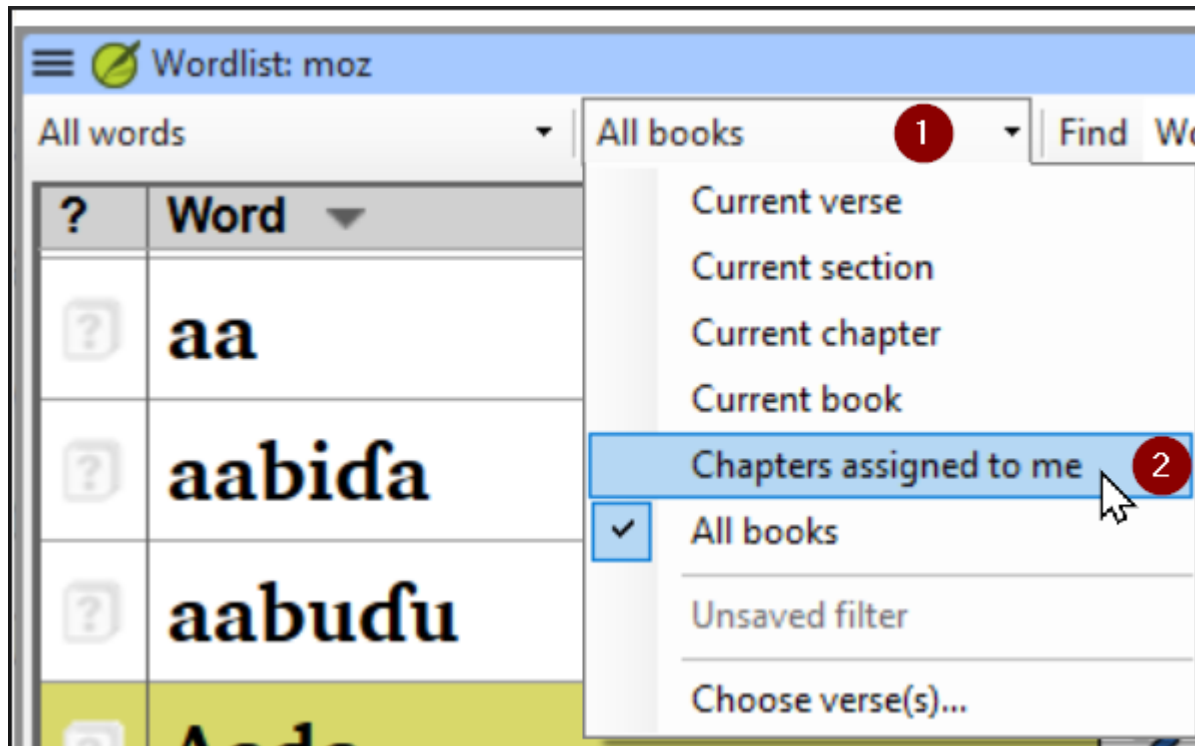 Wordlist: moz
All words All books 1 Find
? Word
Current verse
Current section
Current chapter
Current book
Chapters assigned to me 2
All books
Unsaved filter
Choose verse(s)...
? aa
? aabiɗa
? aabuɗu